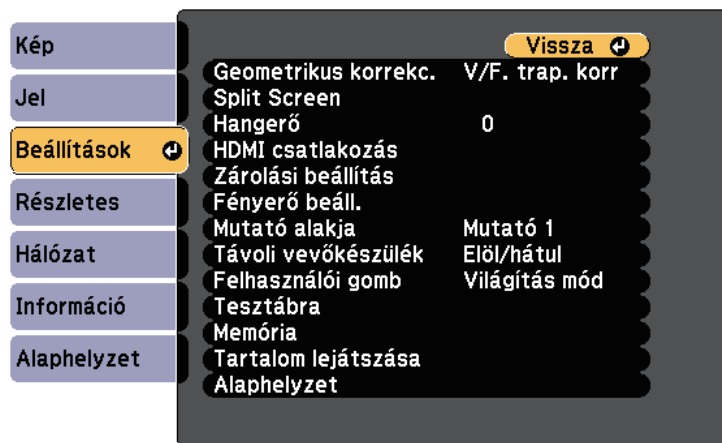 Kép
Jel
Beállítások
Részletes
Hálózat
Információ
Alaphelyzet
Vissza
Geometrikus korrekc. V/F. trap. korr
Split Screen
Hangerő 0
HDMI csatlakozás
Zárolási beállítás
Fényerő beáll.
Mutató alakja Mutató 1
Távoli vevőkészülék Elöl/hátul
Felhasználói gomb Világítás mód
Tesztábra
Memória
Tartalom lejátszása
Alaphelyzet